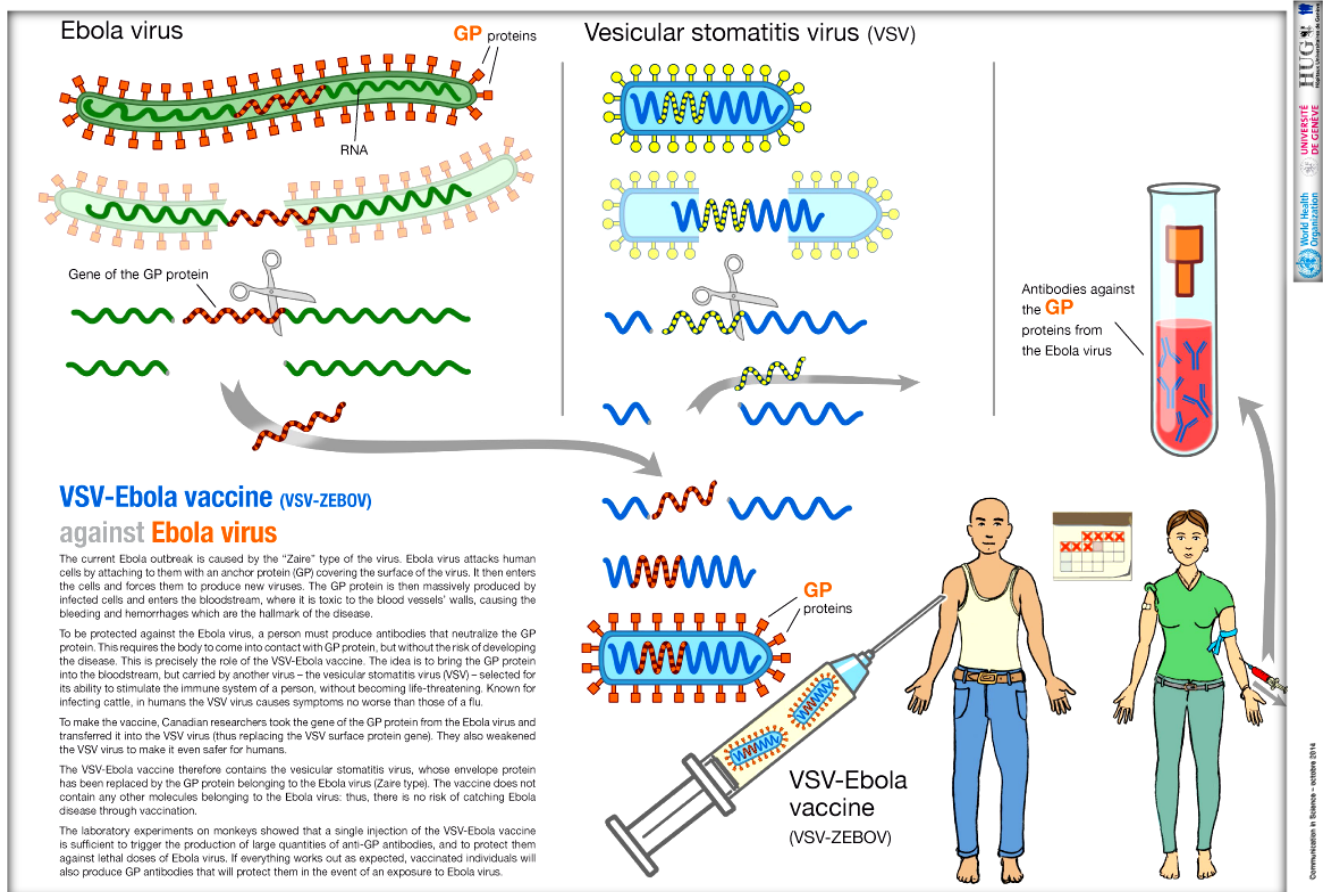 Ebola virus
GP proteins
RNA
Gene of the GP protein
Vesicular stomatitis virus (VSV)
Antibodies against
the GP
proteins from
the Ebola virus
VSV-Ebola vaccine (VSV-ZEBOV)
against Ebola virus
The current Ebola outbreak is caused by the “Zaire” type of the virus. Ebola virus attacks human
cells by attaching to them with an anchor protein (GP) covering the surface of the virus. It then enters
the cells and forces them to produce new viruses. The GP protein is then massively produced by
infected cells and enters the bloodstream, where it is toxic to the blood vessels’ walls, causing the
bleeding and hemorrhages which are the hallmark of the disease.
To be protected against the Ebola virus, a person must produce antibodies that neutralize the GP
protein. This requires the body to come into contact with GP protein, but without the risk of developing
the disease. This is precisely the role of the VSV-Ebola vaccine. The idea is to bring the GP protein
into the bloodstream, but carried by another virus – the vesicular stomatitis virus (VSV) – selected for
its ability to stimulate the immune system of a person, without becoming life-threatening. Known for
infecting cattle, in humans the VSV virus causes symptoms no worse than those of a flu.
To make the vaccine, Canadian researchers took the gene of the GP protein from the Ebola virus and
transferred it into the VSV virus (thus replacing the VSV surface protein gene). They also weakened
the VSV virus to make it even safer for humans.
The VSV-Ebola vaccine therefore contains the vesicular stomatitis virus, whose envelope protein
has been replaced by the GP protein belonging to the Ebola virus (Zaire type). The vaccine does not
contain any other molecules belonging to the Ebola virus: thus, there is no risk of catching Ebola
disease through vaccination.
The laboratory experiments on monkeys showed that a single injection of the VSV-Ebola vaccine
is sufficient to trigger the production of large quantities of anti-GP antibodies, and to protect them
against lethal doses of Ebola virus. If everything works out as expected, vaccinated individuals will
also produce GP antibodies that will protect them in the event of an exposure to Ebola virus.
GP
proteins
VSV-Ebola
vaccine
(VSV-ZEBOV)
World Health
Organization
UNIVERSITÉ
DE GENÈVE
HUG
Hôpitaux Universitaires de Genève
Communication in Science – octobre 2014